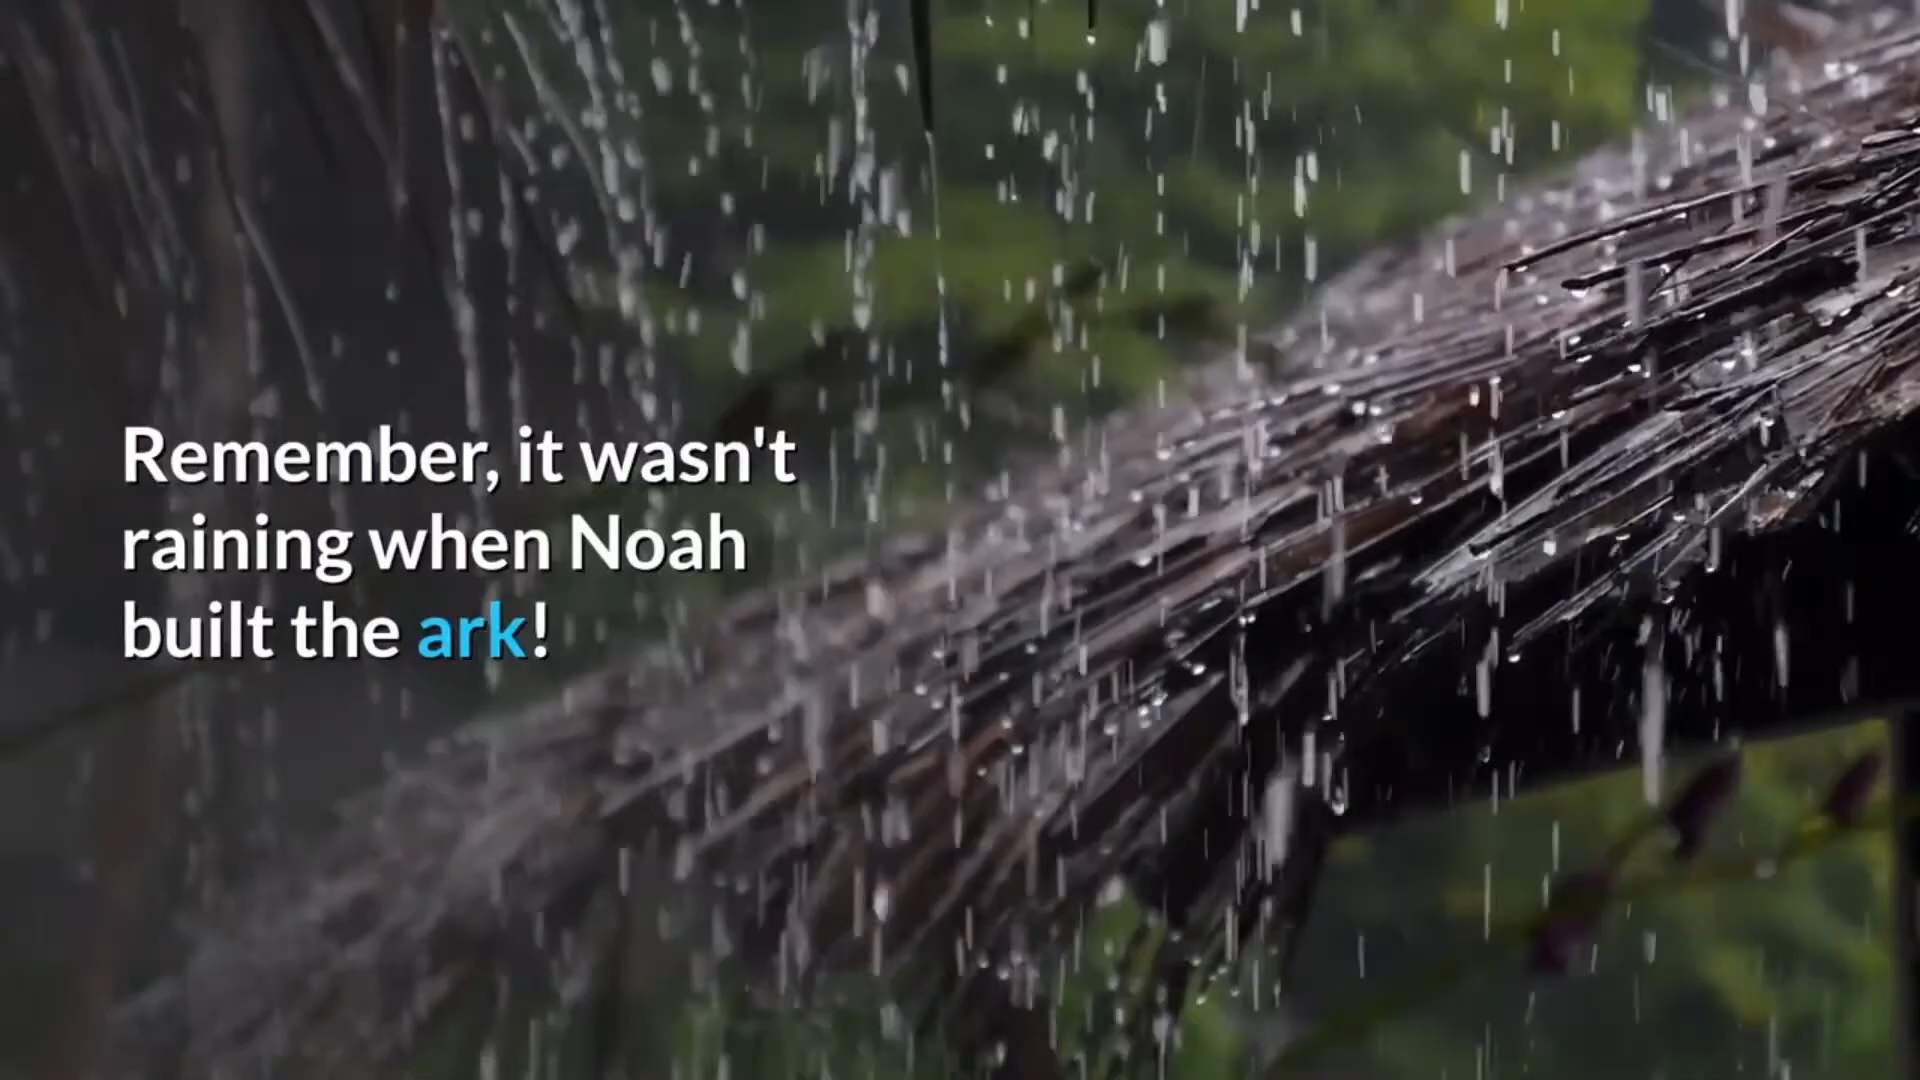 Remember, it wasn't
raining when Noah
built the ark!